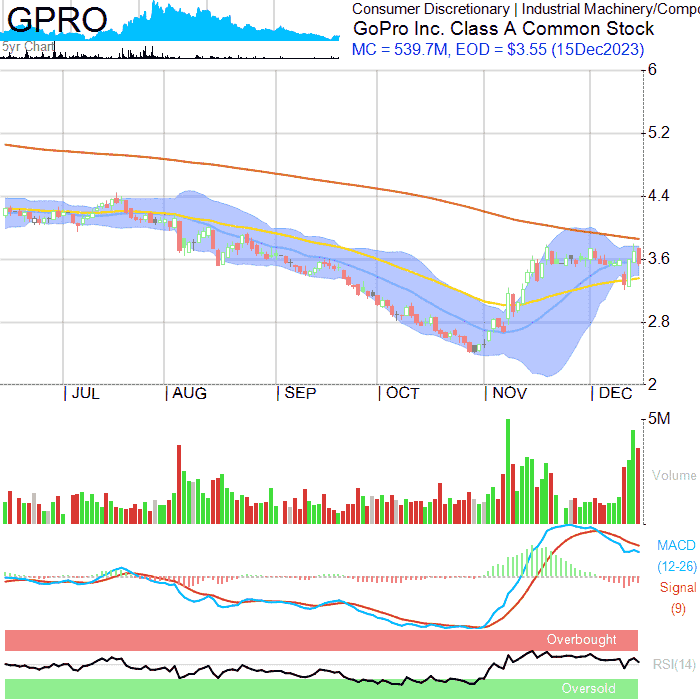 GPRO
5yr Chart
Consumer Discretionary | Industrial Machinery/Compo
GoPro Inc. Class A Common Stock
MC = 539.7M, EOD = $3.55 (15Dec2023)
6
5.2
4.4
3.6
2.8
2
| JUL | AUG | SEP | OCT | NOV | DEC
5M
Volume
MACD
(12-26)
Signal
(9)
Overbought
RSI(14)
Oversold